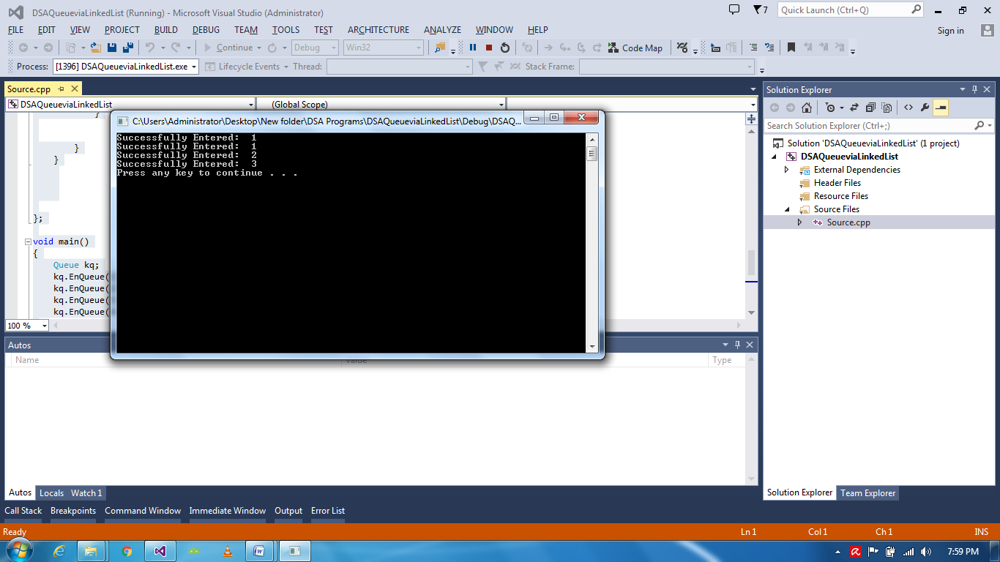 DSAQueueviaLinkedList (Running) - Microsoft Visual Studio (Administrator)
7
Quick Launch (Ctrl+Q)
FILE EDIT VIEW PROJECT BUILD DEBUG TEAM TOOLS TEST ARCHITECTURE ANALYZE WINDOW HELP
Sign in
Continue Debug Win32 Code Map
Process: [1396] DSAQueueviaLinkedList.exe Lifecycle Events Thread: Stack Frame:
Source.cpp
DSAQueueviaLinkedList (Global Scope)
}
}
}
};
void main()
{
Queue kq;
kq.EnQueue(
kq.EnQueue(
kq.EnQueue(
kq.EnQueue(
100 %
C:\Users\Administrator\Desktop\New folder\DSA Programs\DSAQueueviaLinkedList\Debug\DSAQ...
Successfully Entered: 1
Successfully Entered: 1
Successfully Entered: 2
Successfully Entered: 3
Press any key to continue . . .
Autos
Name Value Type
Autos Locals Watch 1
Call Stack Breakpoints Command Window Immediate Window Output Error List
Solution Explorer
Search Solution Explorer (Ctrl+;)
Solution 'DSAQueueviaLinkedList' (1 project)
DSAQueueviaLinkedList
External Dependencies
Header Files
Resource Files
Source Files
Source.cpp
Solution Explorer Team Explorer
Ready Ln 1 Col 1 Ch 1 INS
7:59 PM